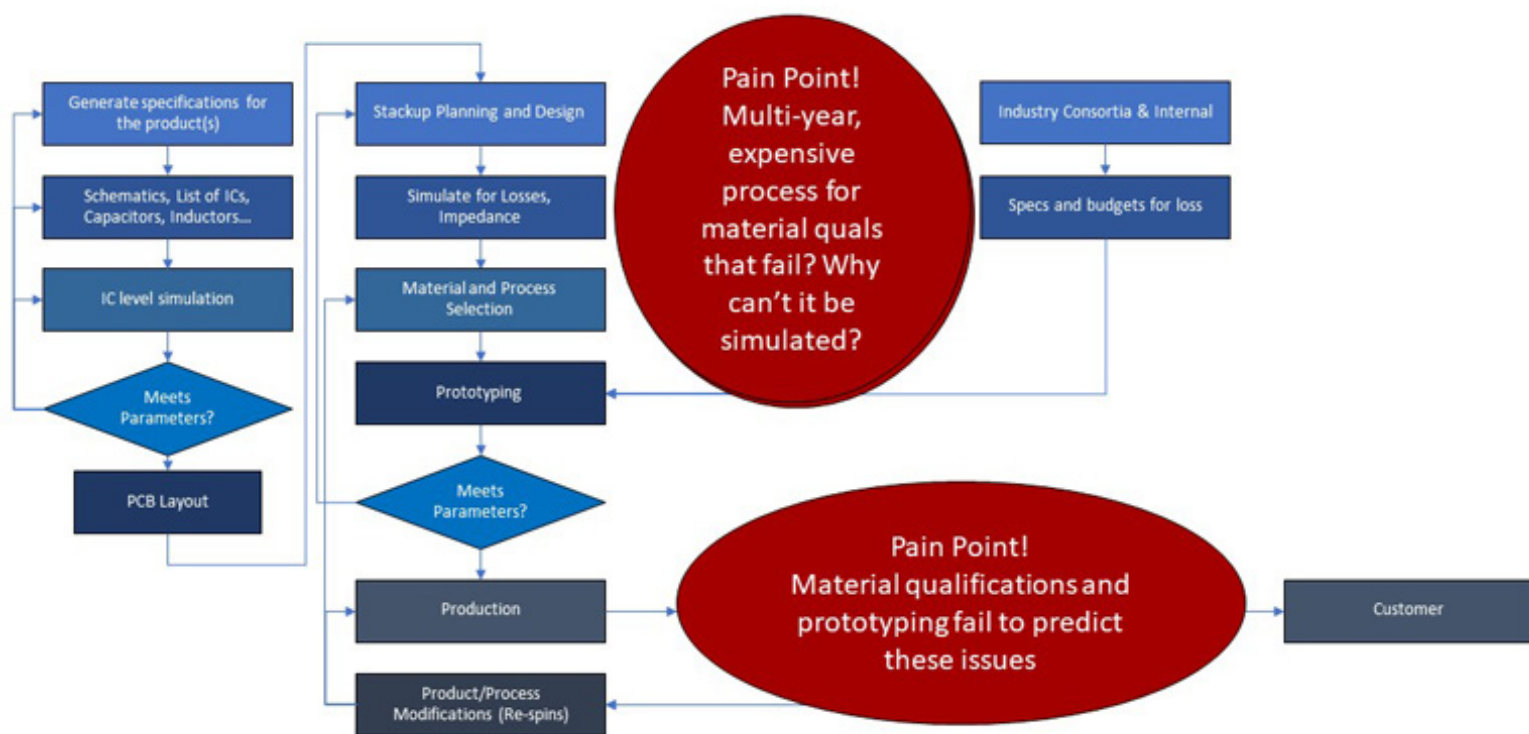 Generate specifications for
the product(s)
Schematics, List of ICs,
Capacitors, Inductors...
IC level simulation
Meets
Parameters?
PCB Layout
Stackup Planning and Design
Simulate for Losses,
Impedance
Material and Process
Selection
Prototyping
Meets
Parameters?
Production
Product/Process
Modifications (Re-spins)
Pain Point!
Multi-year,
expensive
process for
material quals
that fail? Why
can't it be
simulated?
Industry Consortia & Internal
Specs and budgets for loss
Pain Point!
Material qualifications and
prototyping fail to predict
these issues
Customer